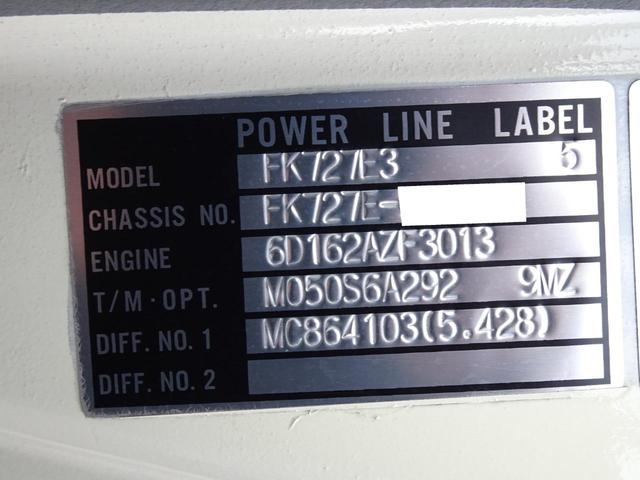 POWER LINE LABEL
MODEL FK727E3 5
CHASSIS NO. FK727E-
ENGINE 6D162AZF3013
T/M·OPT. M050S6A292 9MZ
DIFF. NO. 1 MC864103(5.428)
DIFF. NO. 2